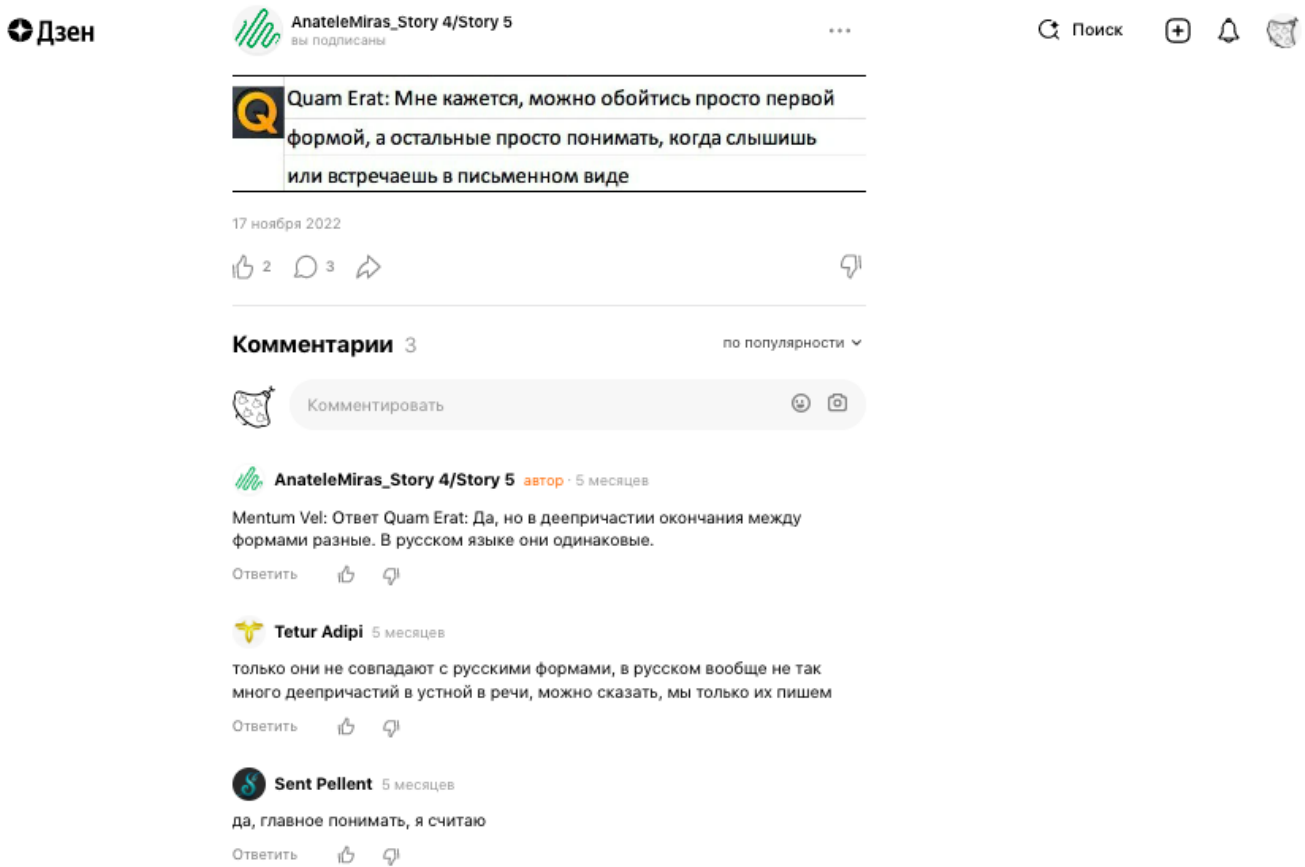 Дзен
AnateleMiras_Story 4/Story 5
вы подписаны
Поиск
Quam Erat: Мне кажется, можно обойтись просто первой
формой, а остальные просто понимать, когда слышишь
или встречаешь в письменном виде
17 ноября 2022
2 3
Комментарии 3
по популярности
Комментировать
AnateleMiras_Story 4/Story 5 автор · 5 месяцев
Mentum Vel: Ответ Quam Erat: Да, но в деепричастии окончания между
формами разные. В русском языке они одинаковые.
Ответить
Tetur Adipi 5 месяцев
только они не совпадают с русскими формами, в русском вообще не так
много деепричастий в устной в речи, можно сказать, мы только их пишем
Ответить
Sent Pellent 5 месяцев
да, главное понимать, я считаю
Ответить